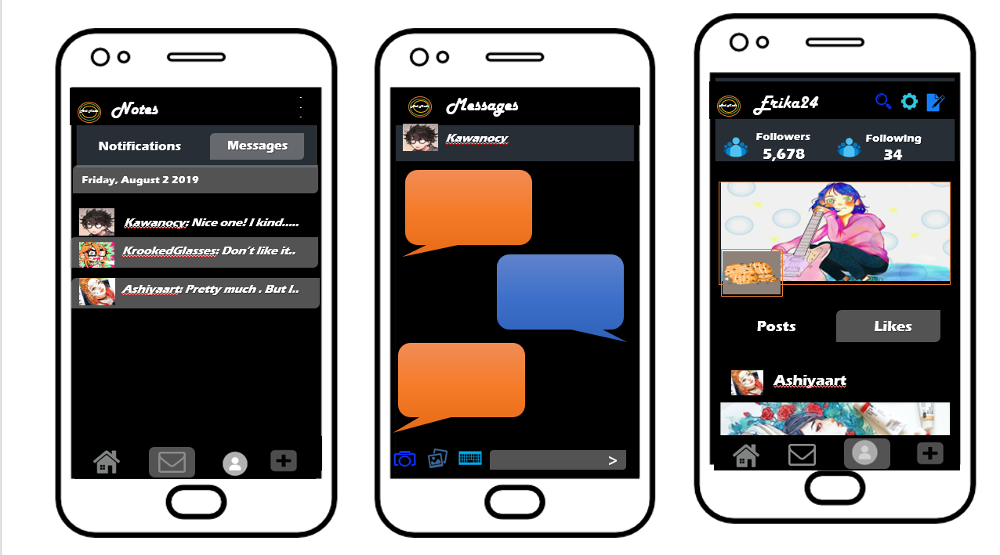 Notes
Notifications
Messages
Friday, August 2 2019
Kawanocy: Nice one! I kind.....
KrookedGlasses: Don't like it..
Ashiyaart: Pretty much . But I..
Messages
Kawanocy
>
Erika24
Followers
5,678
Following
34
Posts
Likes
Ashiyaart